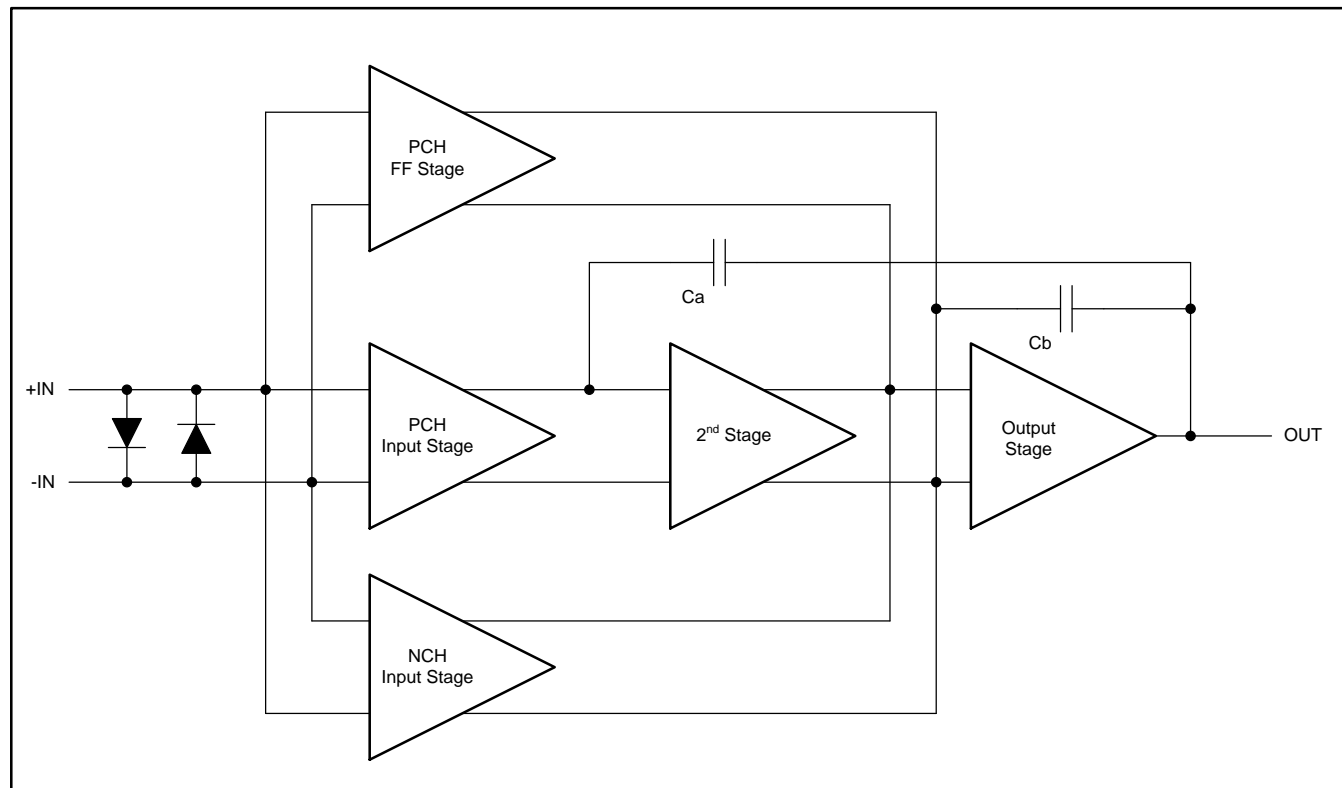 PCH
FF Stage
Ca
Cb
+IN
-IN
PCH
Input Stage
2nd Stage
Output
Stage
OUT
NCH
Input Stage